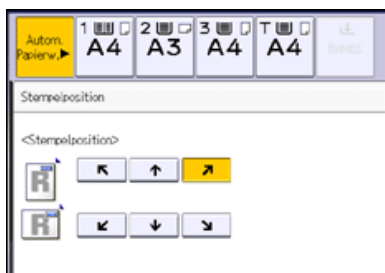 Autom. Papierw.▶
1 A4
2 A3
3 A4
T A4
Bypass
Stempelposition
<Stempelposition>
R
R